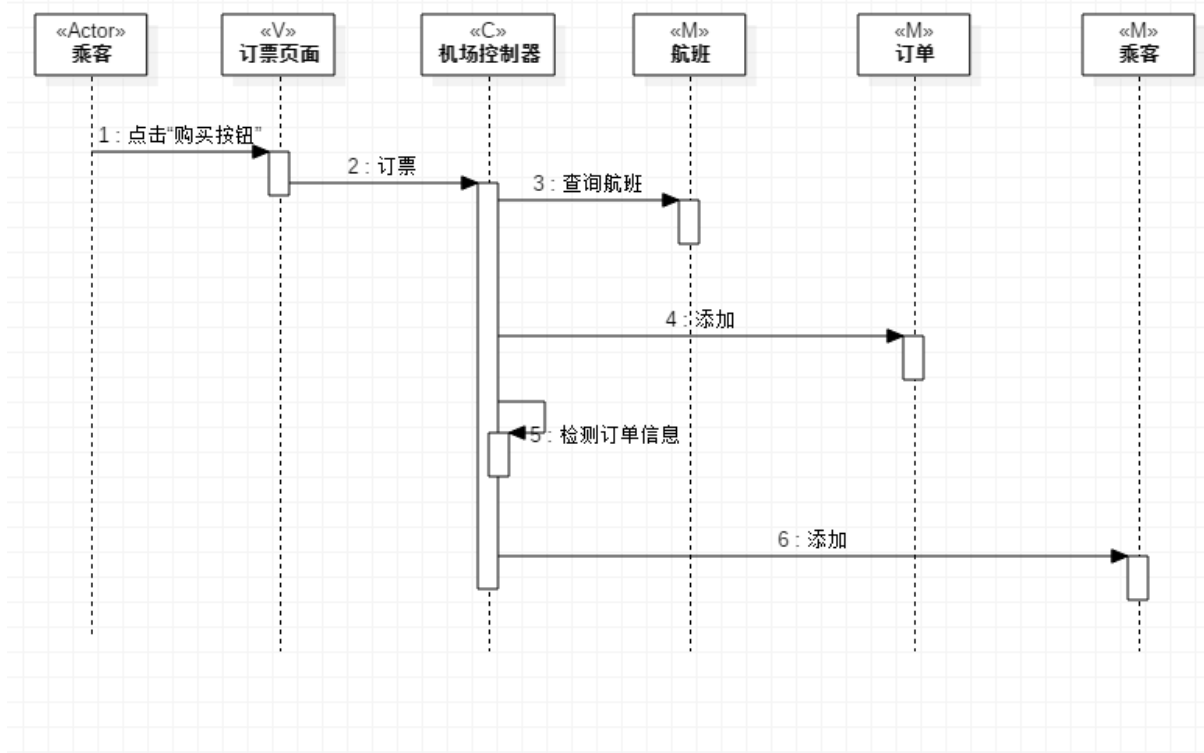 «Actor»
乘客
«V»
订票页面
«C»
机场控制器
«M»
航班
«M»
订单
«M»
乘客
1 : 点击“购买按钮”
2 : 订票
3 : 查询航班
4 : 添加
5 : 检测订单信息
6 : 添加